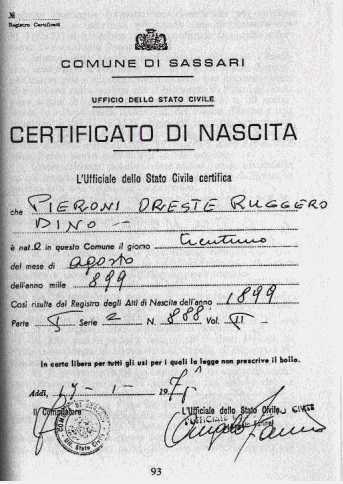 №
Registro Certificati
COMUNE DI SASSARI
UFFICIO DELLO STATO CIVILE
CERTIFICATO DI NASCITA
L'Ufficiale dello Stato Civile certifica
che PIERONI ORESTE RUGGERO
DINO -
è nat o in questo Comune il giorno trentuno
del mese di agosto
dell'anno mille 899
Così risulta dal Registro degli Atti di Nascita dell'anno 1899
Parte I Serie 2 N. 888 Vol. II
In carta libera per tutti gli usi per i quali la legge non prescrive il bollo.
Addì, -1- 197
Il Compilatore L'Ufficiale dello Stato Civile
93